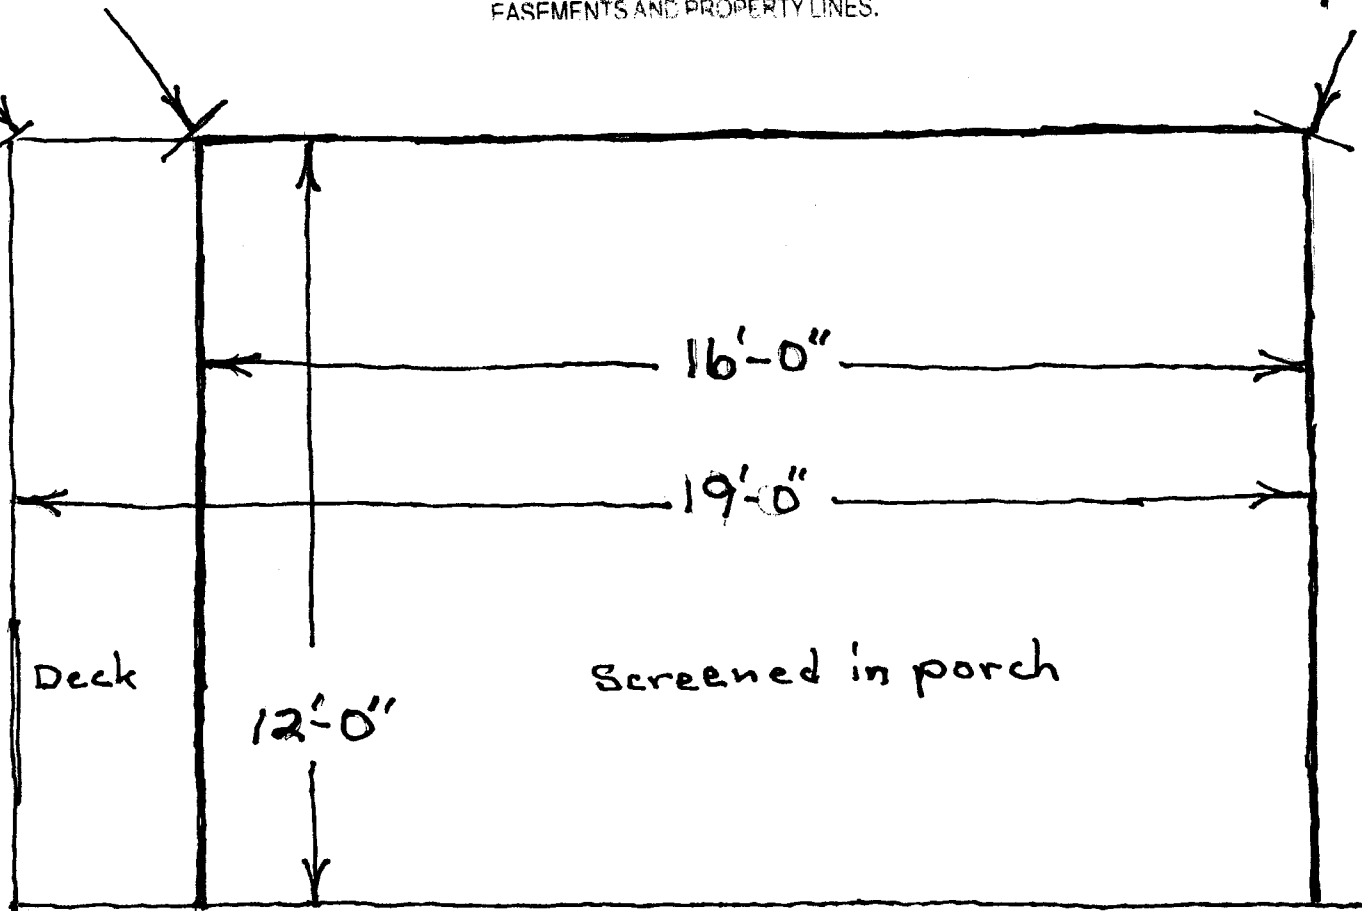 EASEMENTS AND PROPERTY LINES.
16'-0"
19'-0"
Deck
Screened in porch
12'-0"